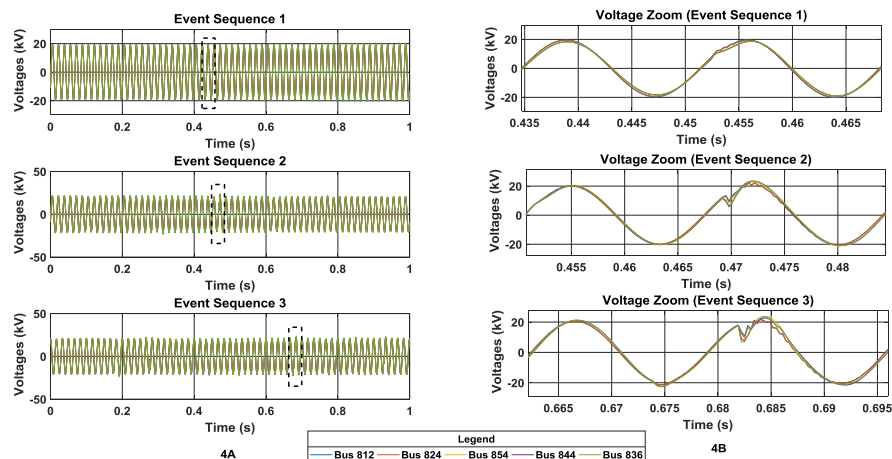 Event Sequence 1
Voltages (kV)
20
0
-20
0
0.2
0.4
0.6
0.8
1
Time (s)
Event Sequence 2
Voltages (kV)
50
0
-50
0
0.2
0.4
0.6
0.8
1
Time (s)
Event Sequence 3
Voltages (kV)
50
0
-50
0
0.2
0.4
0.6
0.8
1
Time (s)
4A
Voltage Zoom (Event Sequence 1)
Voltages (kV)
20
0
-20
0.435
0.44
0.445
0.45
0.455
0.46
0.465
Time (s)
Voltage Zoom (Event Sequence 2)
Voltages (kV)
20
0
-20
0.455
0.46
0.465
0.47
0.475
0.48
Time (s)
Voltage Zoom (Event Sequence 3)
Voltages (kV)
20
0
-20
0.665
0.67
0.675
0.68
0.685
0.69
0.695
Time (s)
4B
Legend
Bus 812
Bus 824
Bus 854
Bus 844
Bus 836